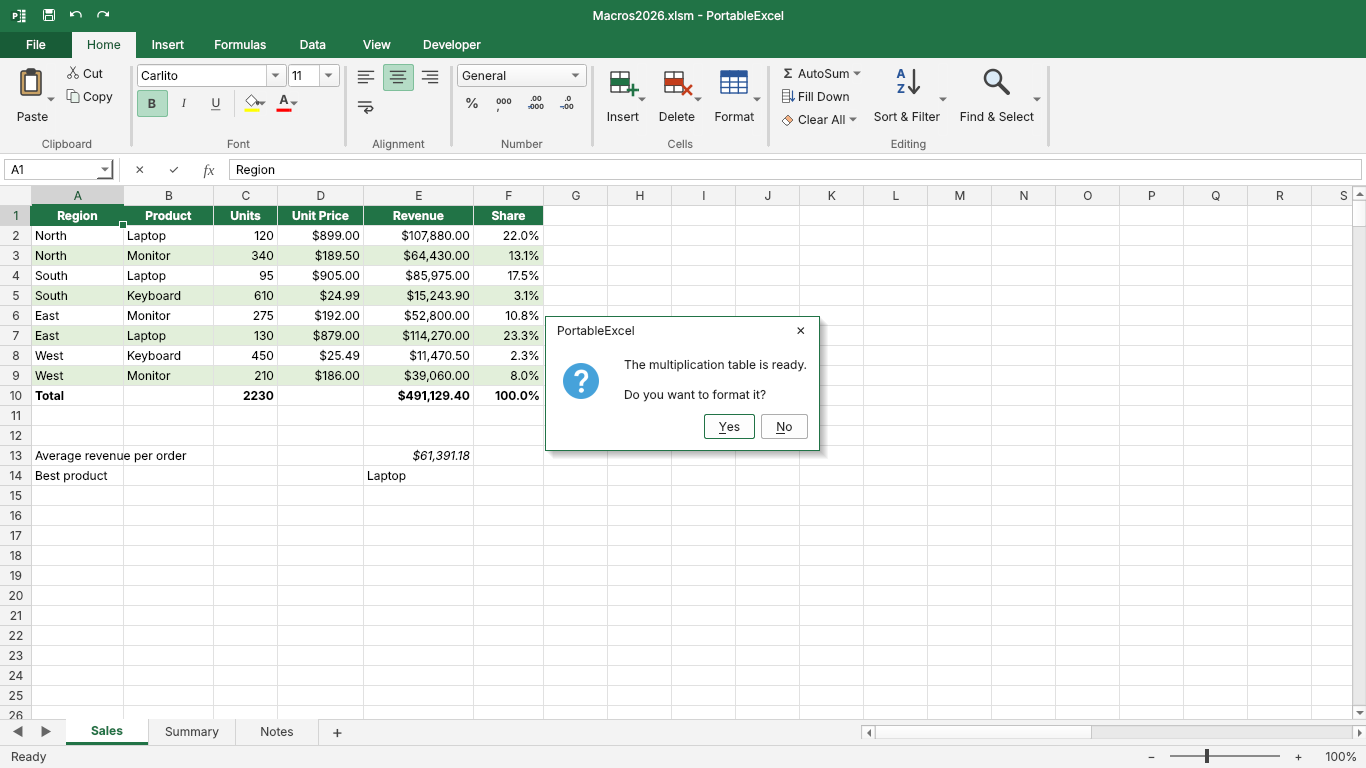 Macros2026.xlsm - PortableExcel
File Home Insert Formulas Data View Developer
Paste Cut Copy Clipboard
Carlito 11 B I U A Font
Alignment
General % 000 , .00 .000 .0 .00 Number
Insert Delete Format Cells
Σ AutoSum Fill Down Clear All A Z Sort & Filter Find & Select Editing
A1 fx Region
A B C D E F G H I J K L M N O P Q R S
1 Region Product Units Unit Price Revenue Share
2 North Laptop 120 $899.00 $107,880.00 22.0%
3 North Monitor 340 $189.50 $64,430.00 13.1%
4 South Laptop 95 $905.00 $85,975.00 17.5%
5 South Keyboard 610 $24.99 $15,243.90 3.1%
6 East Monitor 275 $192.00 $52,800.00 10.8%
7 East Laptop 130 $879.00 $114,270.00 23.3%
8 West Keyboard 450 $25.49 $11,470.50 2.3%
9 West Monitor 210 $186.00 $39,060.00 8.0%
10 Total 2230 $491,129.40 100.0%
11
12
13 Average revenue per order $61,391.18
14 Best product Laptop
15
16
17
18
19
20
21
22
23
24
25
26
PortableExcel
The multiplication table is ready.
Do you want to format it?
Yes No
Sales Summary Notes
Ready 100%